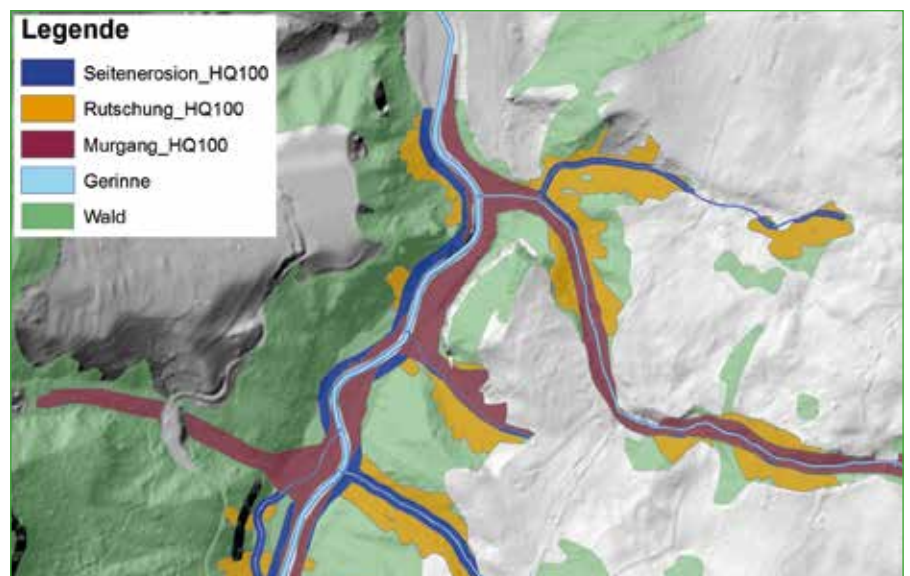 Legende
Seitenerosion_HQ100
Rutschung_HQ100
Murgang_HQ100
Gerinne
Wald